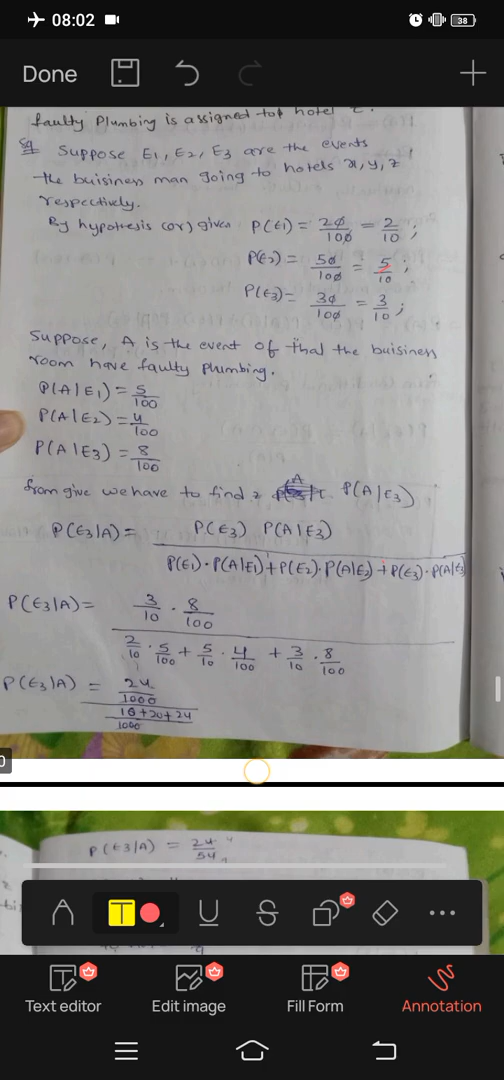 08:02
38
Done
faulty Plumbing is assigned top hotel z.
Suppose E1, E2, E3 are the events
the buisiness man going to hotels x, y, z
respectively.
By hypothesis (or) given P(E1) = 20/100 = 2/10 ;
P(E2) = 50/100 = 5/10 ;
P(E3) = 30/100 = 3/10 ;
Suppose, A is the event of that the buisiness
room have faulty plumbing.
P(A|E1) = 5/100
P(A|E2) = 4/100
P(A|E3) = 8/100
from give we have to find P(A|E3)
P(E3|A) = P(E3) P(A|E3) / P(E1)·P(A|E1)+P(E2)·P(A|E2)+P(E3)·P(A|E3)
P(E3|A) = 3/10 · 8/100 / 2/10 · 5/100 + 5/10 · 4/100 + 3/10 · 8/100
P(E3|A) = 24/1000 / 10+20+24/1000
P(E3|A) = 24/54
Text editor
Edit image
Fill Form
Annotation